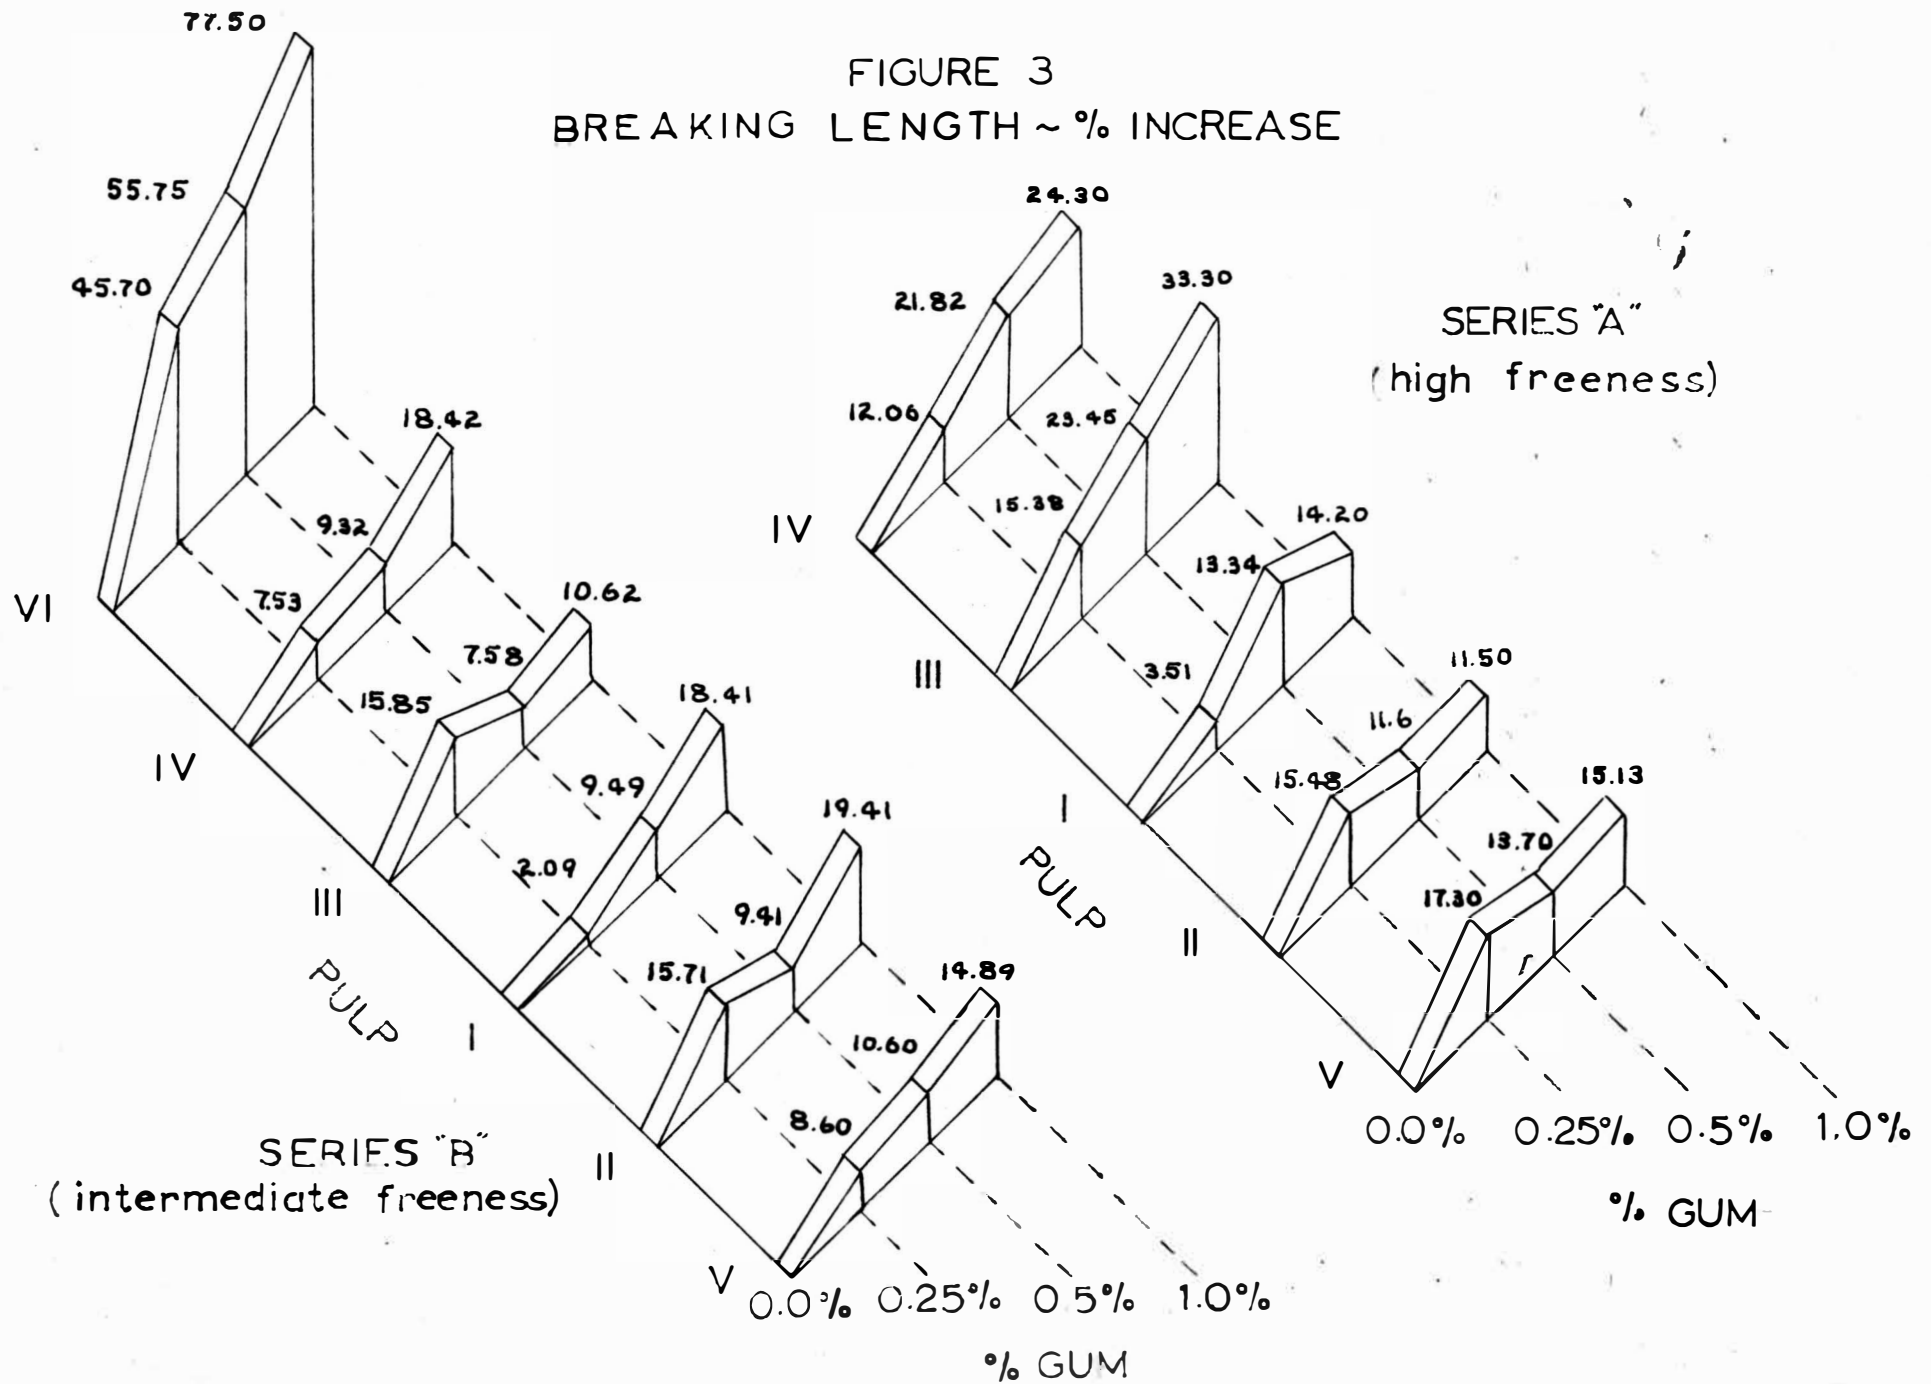 FIGURE 3
BREAKING LENGTH ~ % INCREASE
77.50
55.75
45.70
VI
18.42
9.32
7.53
IV
10.62
7.58
15.85
III
18.41
9.49
2.09
I
19.41
9.41
15.71
II
14.89
10.60
8.60
V
PULP
SERIES "B"
(intermediate freeness)
0.0% 0.25% 0.5% 1.0%
% GUM
24.30
21.82
12.06
IV
33.30
23.45
15.38
III
14.20
13.34
3.51
I
11.50
11.6
15.48
II
15.13
13.70
17.30
V
PULP
SERIES "A"
(high freeness)
0.0% 0.25% 0.5% 1.0%
% GUM